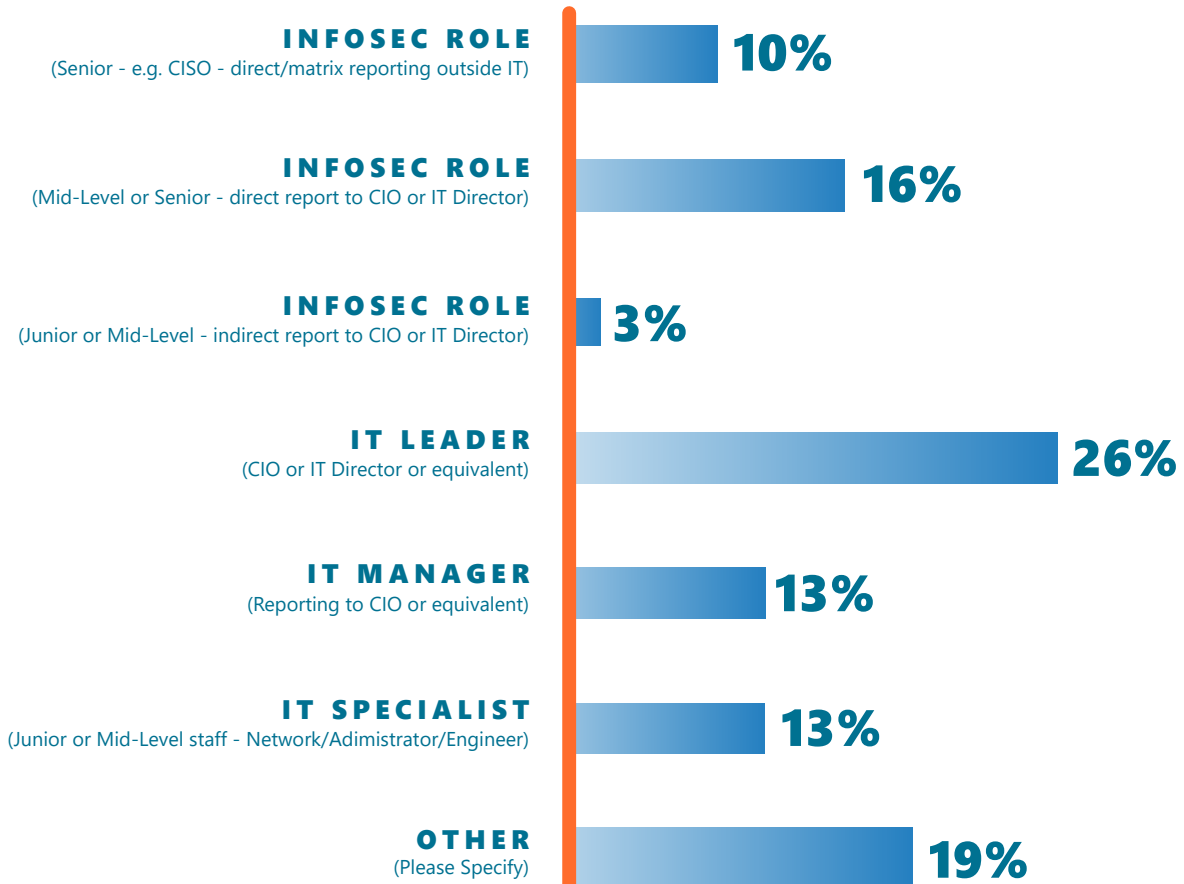 INFOSEC ROLE
(Senior - e.g. CISO - direct/matrix reporting outside IT)
10%
INFOSEC ROLE
(Mid-Level or Senior - direct report to CIO or IT Director)
16%
INFOSEC ROLE
(Junior or Mid-Level - indirect report to CIO or IT Director)
3%
IT LEADER
(CIO or IT Director or equivalent)
26%
IT MANAGER
(Reporting to CIO or equivalent)
13%
IT SPECIALIST
(Junior or Mid-Level staff - Network/Adimistrator/Engineer)
13%
OTHER
(Please Specify)
19%